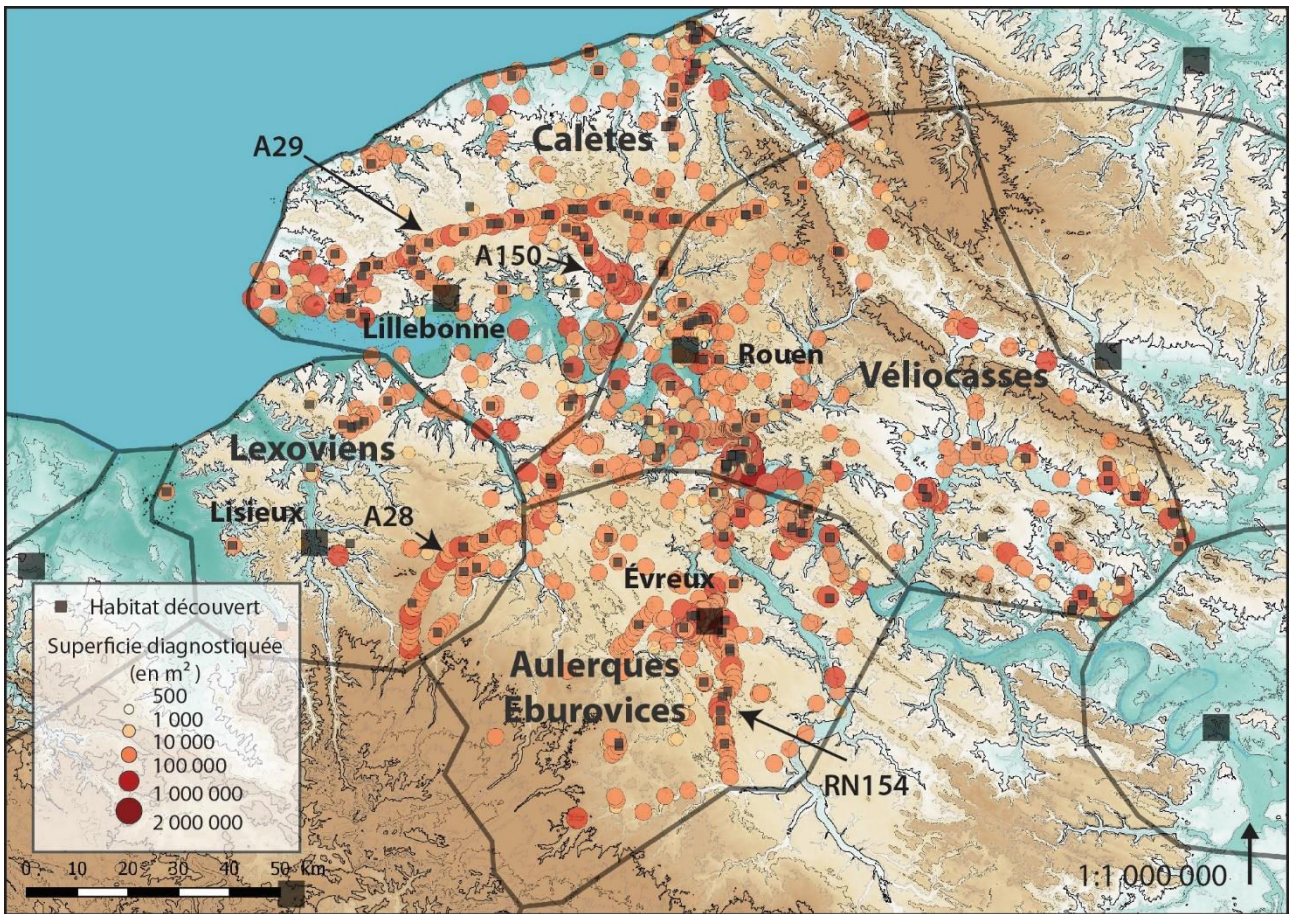 Calètes
A29
A150
Lillebonne
Rouen
Véliocasses
Lexoviens
Lisieux
A28
Évreux
Aulerques
Eburovices
RN154
Habitat découvert
Superficie diagnostiquée
(en m²)
500
1 000
10 000
100 000
1 000 000
2 000 000
0 10 20 30 40 50 km
1:1 000 000